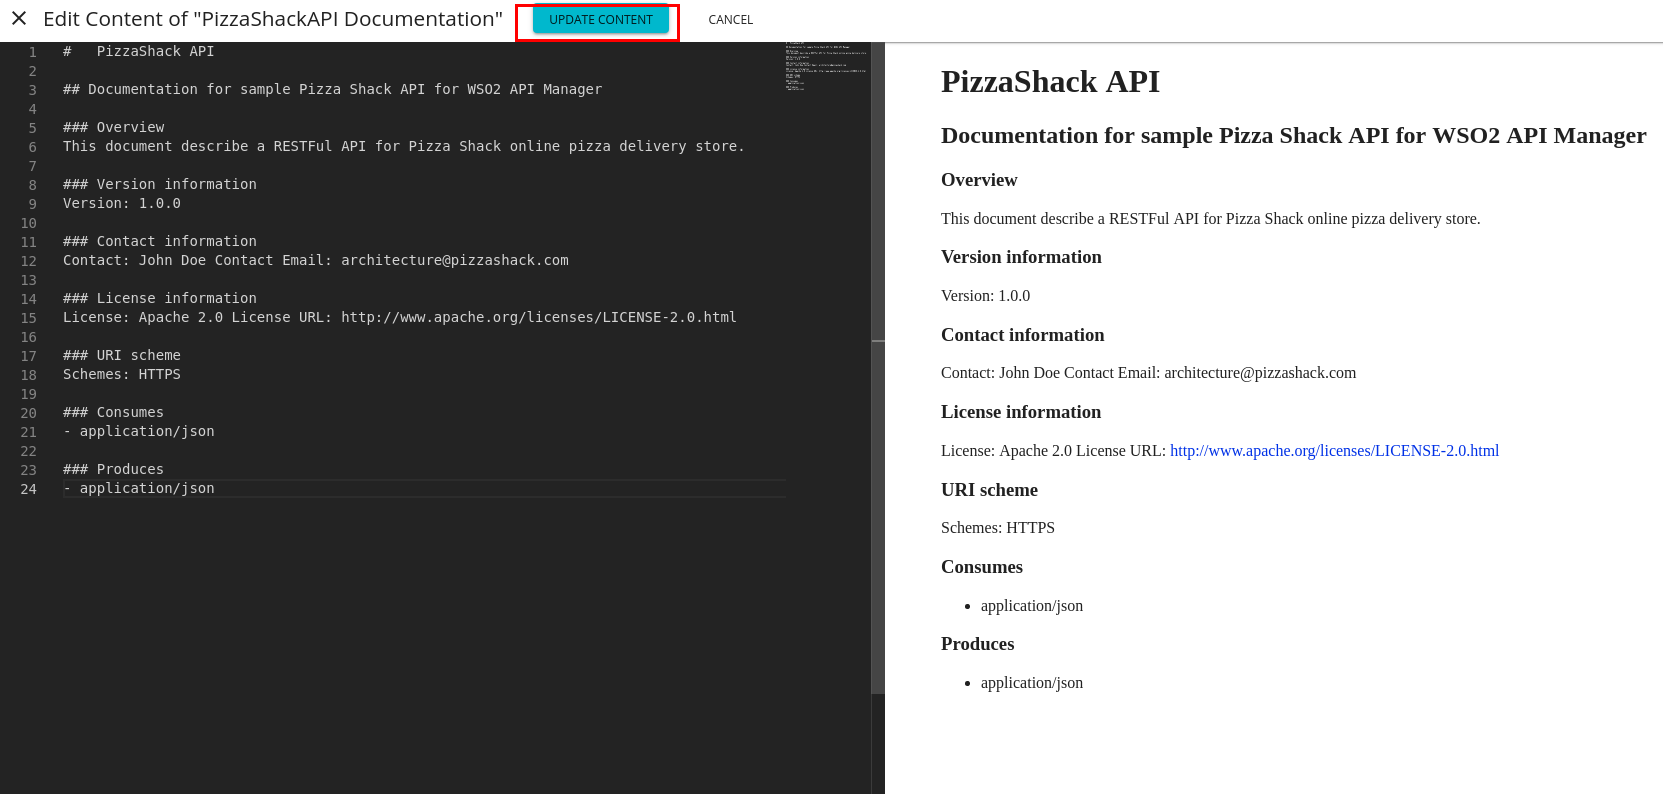 Edit Content of "PizzaShackAPI Documentation" UPDATE CONTENT CANCEL
1 #   PizzaShack API
2
3 ## Documentation for sample Pizza Shack API for WSO2 API Manager
4
5 ### Overview
6 This document describe a RESTFul API for Pizza Shack online pizza delivery store.
7
8 ### Version information
9 Version: 1.0.0
10
11 ### Contact information
12 Contact: John Doe Contact Email: architecture@pizzashack.com
13
14 ### License information
15 License: Apache 2.0 License URL: http://www.apache.org/licenses/LICENSE-2.0.html
16
17 ### URI scheme
18 Schemes: HTTPS
19
20 ### Consumes
21 - application/json
22
23 ### Produces
24 - application/json
PizzaShack API
Documentation for sample Pizza Shack API for WSO2 API Manager
Overview
This document describe a RESTFul API for Pizza Shack online pizza delivery store.
Version information
Version: 1.0.0
Contact information
Contact: John Doe Contact Email: architecture@pizzashack.com
License information
License: Apache 2.0 License URL: http://www.apache.org/licenses/LICENSE-2.0.html
URI scheme
Schemes: HTTPS
Consumes
• application/json
Produces
• application/json